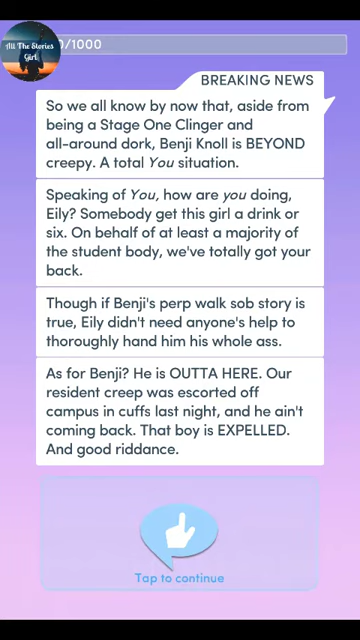 All The Stories
Girl
0/1000
BREAKING NEWS
So we all know by now that, aside from
being a Stage One Clinger and
all-around dork, Benji Knoll is BEYOND
creepy. A total You situation.
Speaking of You, how are you doing,
Eily? Somebody get this girl a drink or
six. On behalf of at least a majority of
the student body, we've totally got your
back.
Though if Benji's perp walk sob story is
true, Eily didn't need anyone's help to
thoroughly hand him his whole ass.
As for Benji? He is OUTTA HERE. Our
resident creep was escorted off
campus in cuffs last night, and he ain't
coming back. That boy is EXPELLED.
And good riddance.
Tap to continue